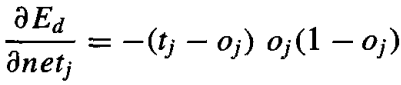 ∂E_d/∂net_j = −(t_j − o_j) o_j(1 − o_j)